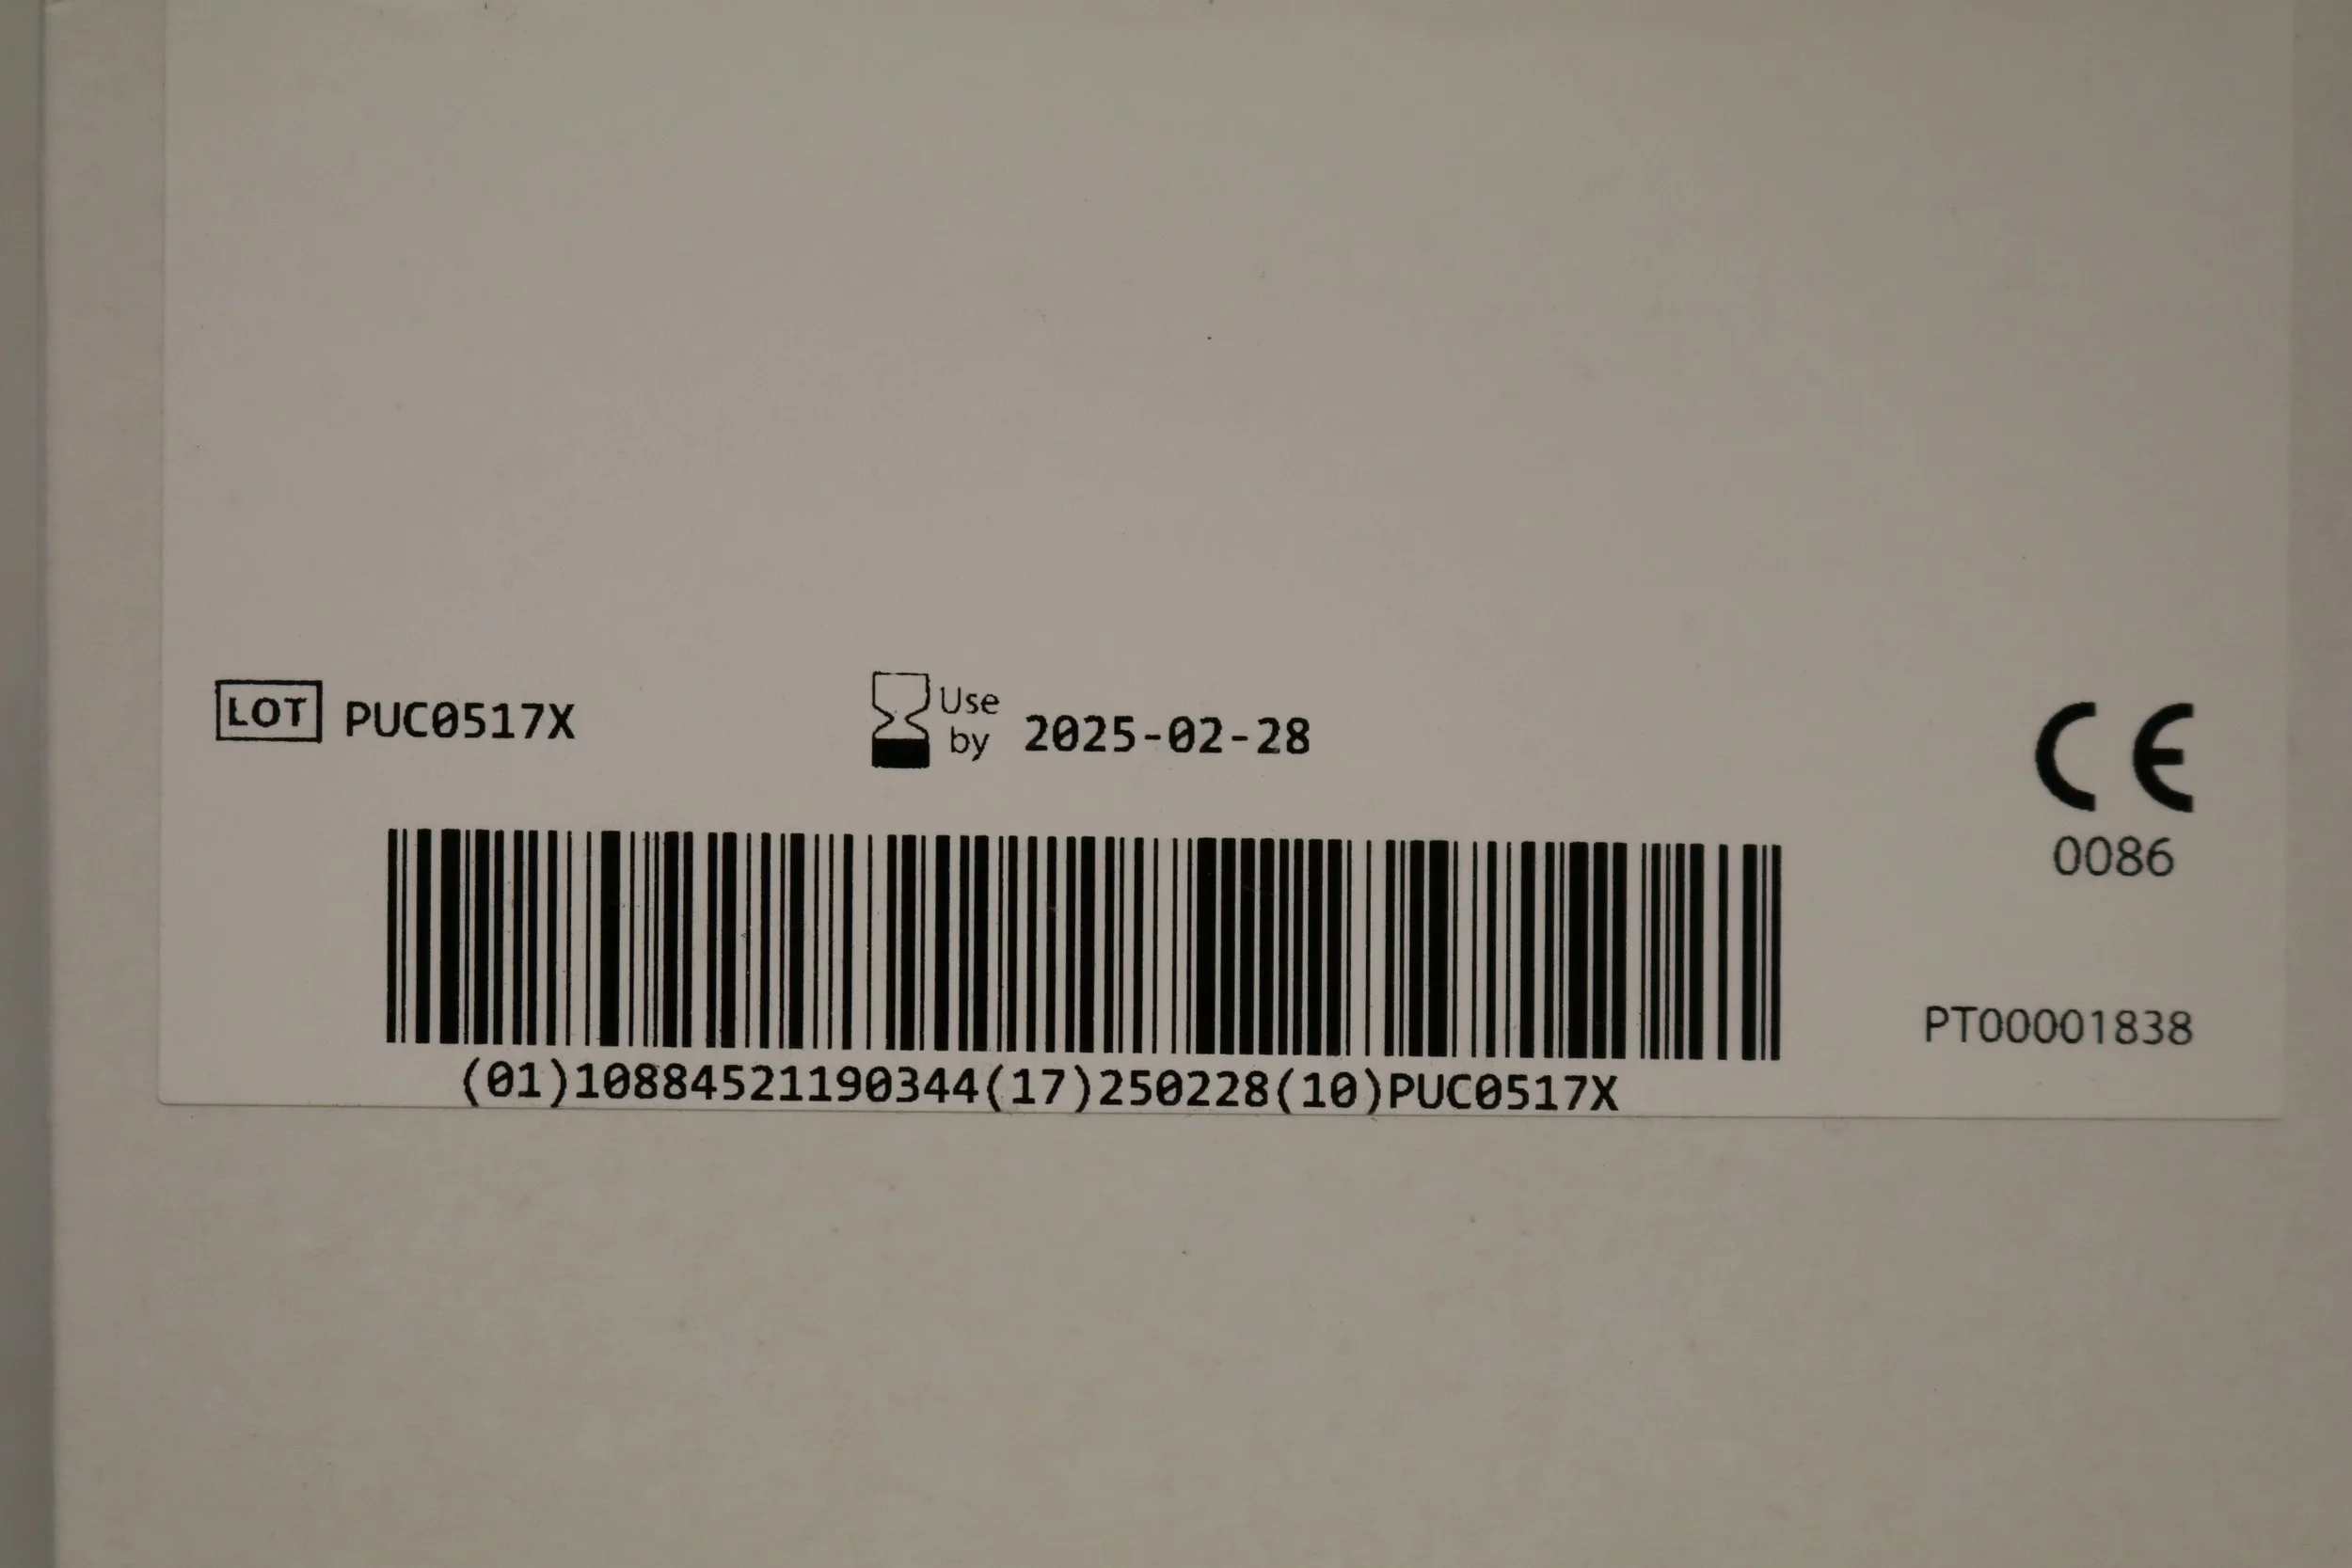 LOT PUC0517X
Use by 2025-02-28
CE
0086
PT00001838
(01)10884521190344(17)250228(10)PUC0517X